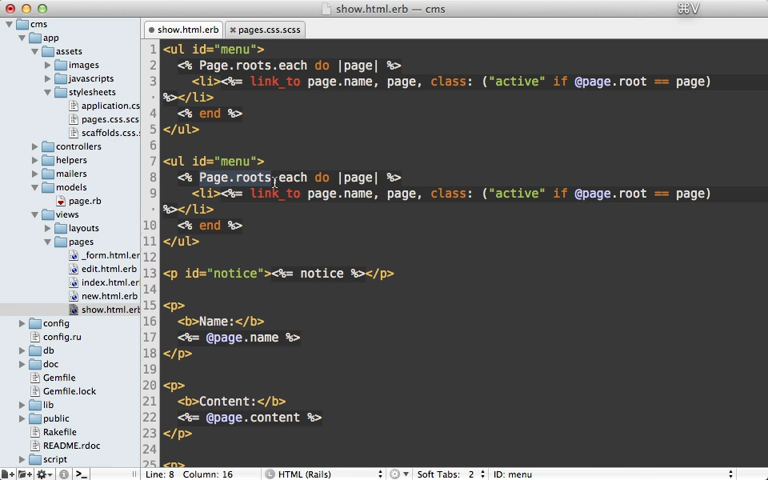 show.html.erb — cms
⌘V
cms
app
assets
images
javascripts
stylesheets
application.cs
pages.css.scs
scaffolds.css.s
controllers
helpers
mailers
models
page.rb
views
layouts
pages
_form.html.er
edit.html.erb
index.html.er
new.html.erb
show.html.erb
config
config.ru
db
doc
Gemfile
Gemfile.lock
lib
public
Rakefile
README.rdoc
script
show.html.erb
pages.css.scss
1 <ul id="menu">
2 <% Page.roots.each do |page| %>
3 <li><%= link_to page.name, page, class: ("active" if @page.root == page)
%></li>
4 <% end %>
5 </ul>
6
7 <ul id="menu">
8 <% Page.roots.each do |page| %>
9 <li><%= link_to page.name, page, class: ("active" if @page.root == page)
%></li>
10 <% end %>
11 </ul>
12
13 <p id="notice"><%= notice %></p>
14
15 <p>
16 <b>Name:</b>
17 <%= @page.name %>
18 </p>
19
20 <p>
21 <b>Content:</b>
22 <%= @page.content %>
23 </p>
24
25 <p>
Line: 8 Column: 16 HTML (Rails) Soft Tabs: 2 ID: menu